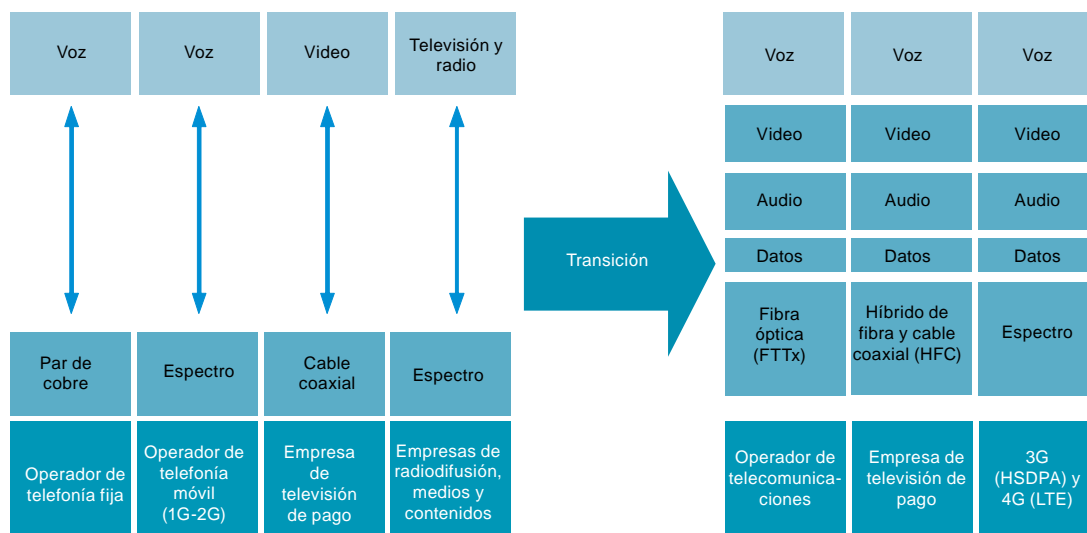 Voz
Voz
Video
Televisión y
radio
Par de
cobre
Espectro
Cable
coaxial
Espectro
Operador de
telefonía fija
Operador de
telefonía
móvil
(1G-2G)
Empresa
de
televisión
de pago
Empresas de
radiodifusión,
medios y
contenidos
Transición
Voz
Voz
Voz
Video
Video
Video
Audio
Audio
Audio
Datos
Datos
Datos
Fibra
óptica
(FTTx)
Híbrido de
fibra y cable
coaxial (HFC)
Espectro
Operador de
telecomunica-
ciones
Empresa de
televisión de
pago
3G
(HSDPA) y
4G (LTE)